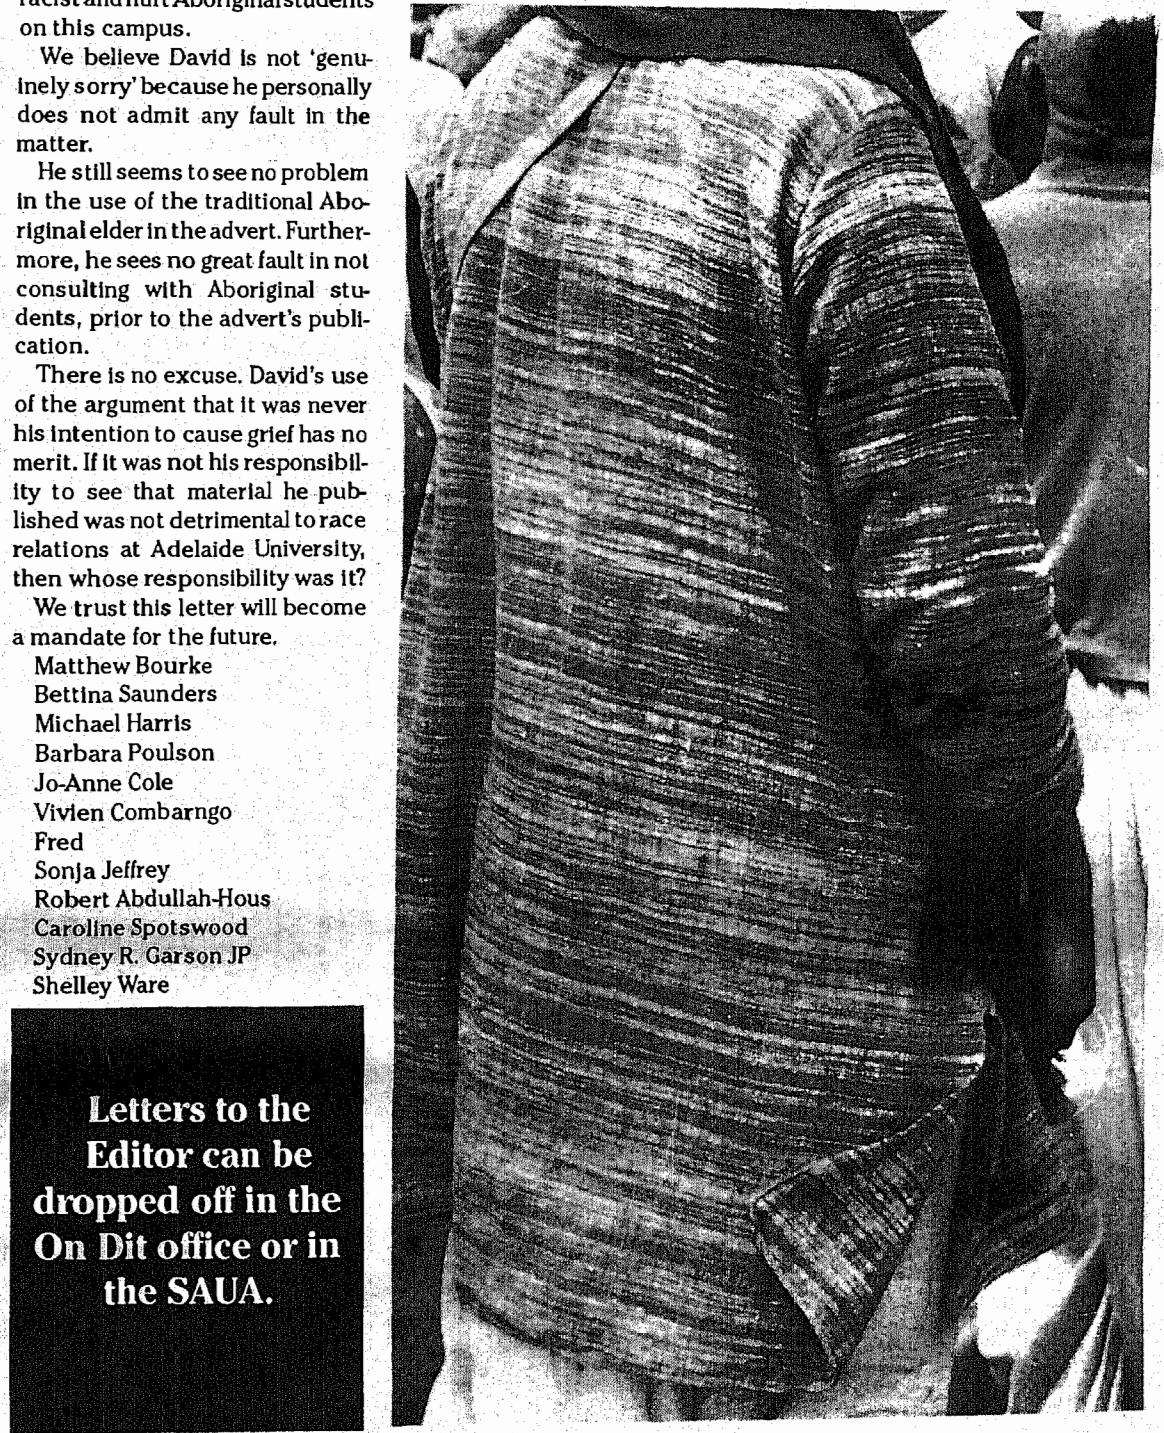 racist and hurt Aboriginal students
on this campus.
We believe David is not ‘genu-
inely sorry’ because he personally
does not admit any fault in the
matter.
He still seems to see no problem
in the use of the traditional Abo-
riginal elder in the advert. Further-
more, he sees no great fault in not
consulting with Aboriginal stu-
dents, prior to the advert’s publi-
cation.
There is no excuse. David’s use
of the argument that it was never
his intention to cause grief has no
merit. If it was not his responsibil-
ity to see that material he pub-
lished was not detrimental to race
relations at Adelaide University,
then whose responsibility was it?
We trust this letter will become
a mandate for the future.
Matthew Bourke
Bettina Saunders
Michael Harris
Barbara Poulson
Jo-Anne Cole
Vivien Combarngo
Fred
Sonja Jeffrey
Robert Abdullah-Hous
Caroline Spotswood
Sydney R. Garson JP
Shelley Ware
Letters to the
Editor can be
dropped off in the
On Dit office or in
the SAUA.